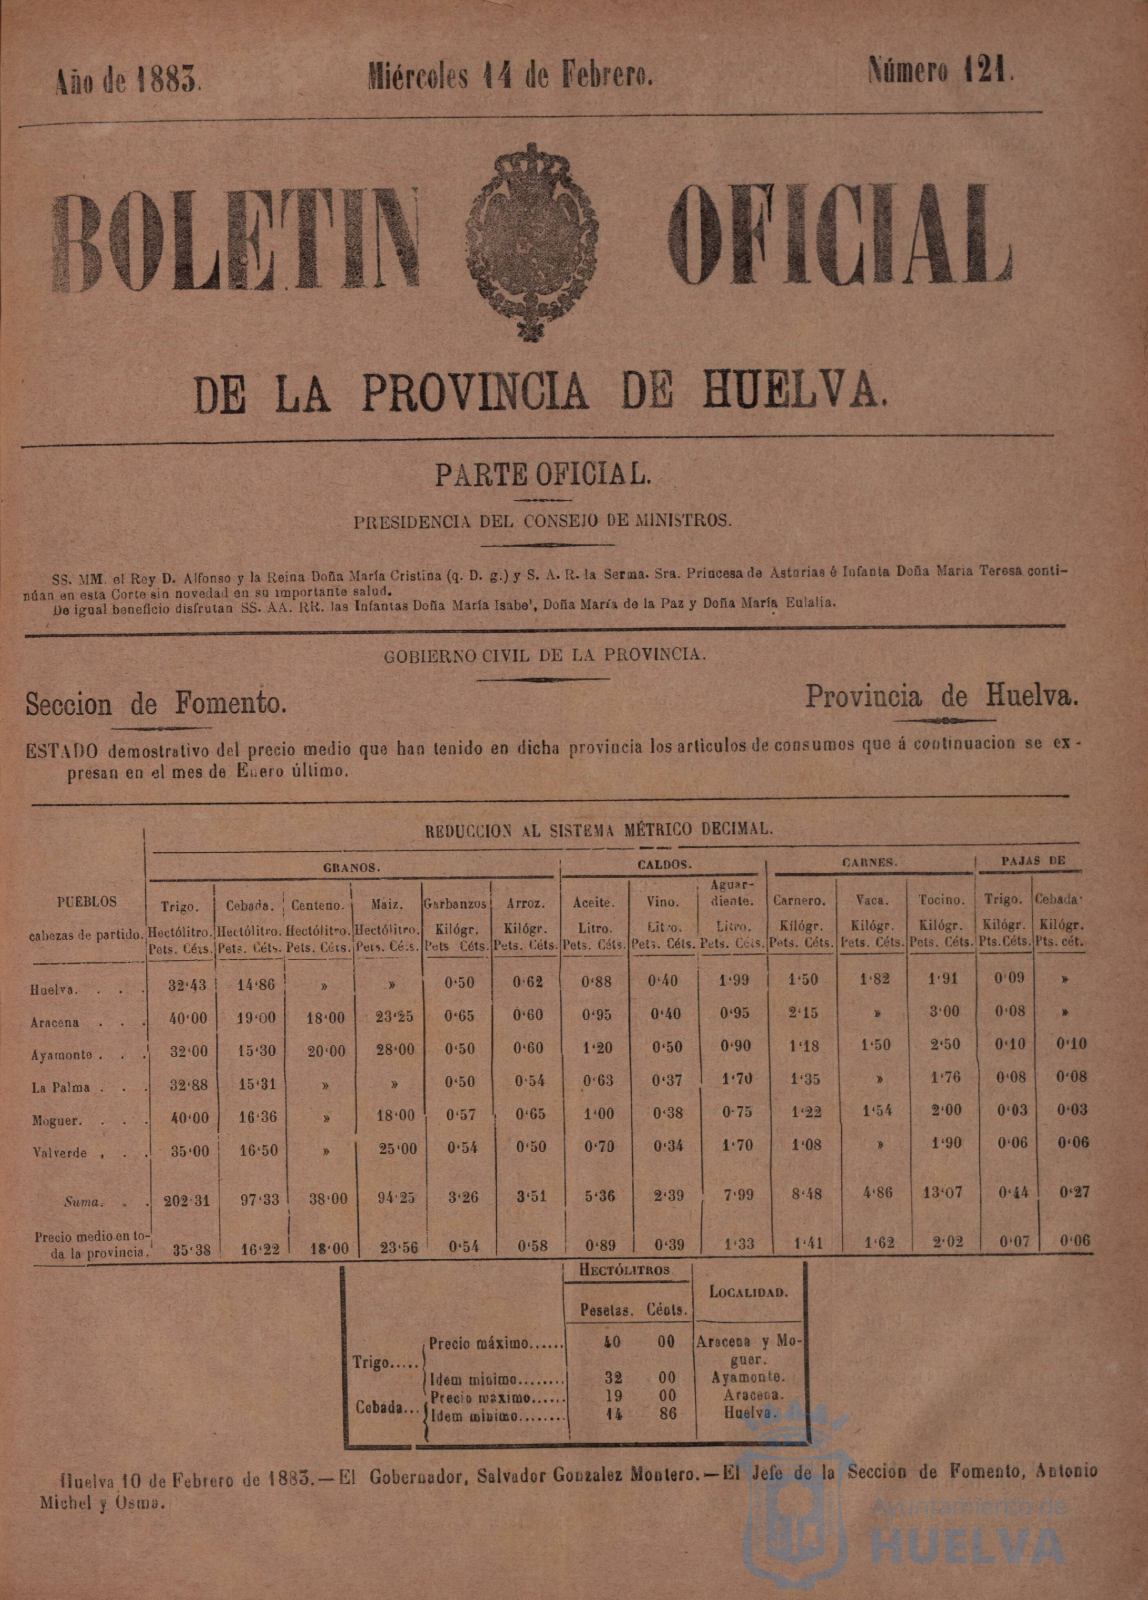 Año de 1883.
Miércoles 14 de Febrero.
Número 121.
BOLETIN OFICIAL
DE LA PROVINCIA DE HUELVA.
PARTE OFICIAL.
PRESIDENCIA DEL CONSEJO DE MINISTROS.
SS. MM. el Rey D. Alfonso y la Reina Doña María Cristina (q. D. g.) y S. A. R. la Serma. Sra. Princesa de Asturias é Infanta Doña Maria Teresa conti-
núan en esta Corte sin novedad en su importante salud.
De igual beneficio disfrutan SS. AA. RR. las Infantas Doña María Isabe', Doña María de la Paz y Doña María Eulalia.
GOBIERNO CIVIL DE LA PROVINCIA.
Seccion de Fomento.
Provincia de Huelva.
ESTADO demostrativo del precio medio que han tenido en dicha provincia los articulos de consumos que á continuacion se ex-
presan en el mes de Enero último.
REDUCCION AL SISTEMA MÉTRICO DECIMAL.
GRANOS. CALDOS. CARNES. PAJAS DE
PUEBLOS Trigo. Cebada. Centeno. Maiz. Garbanzos Arroz. Aceite. Vino. Aguar-
diente. Carnero. Vaca. Tocino. Trigo. Cebada
cabezas de partido. Hectólitro. Hectólitro. Hectólitro. Hectólitro. Kilógr. Kilógr. Litro. Litro. Litro. Kilógr. Kilógr. Kilógr. Kilógr. Kilógr.
Pets. Céts. Pets. Céts. Pets. Céts. Pets. Céts. Pets Céts. Pets. Céts. Pets. Céts. Pets. Céts. Pets. Céts. Pets. Céts. Pets. Céts. Pets. Céts. Pts. Céts. Pts. cét.
Huelva. . . . 32'43 14'86 » » 0'50 0'62 0'88 0'40 1'99 1'50 1'82 1'91 0'09 »
Aracena . . . 40'00 19'00 18'00 23'25 0'65 0'60 0'95 0'40 0'95 2'15 » 3'00 0'08 »
Ayamonte . . . 32'00 15'30 20'00 28'00 0'50 0'60 1'20 0'50 0'90 1'18 1'50 2'50 0'10 0'10
La Palma . . . 32'88 15'31 » » 0'50 0'54 0'63 0'37 1'70 1'35 » 1'76 0'08 0'08
Moguer. . . . 40'00 16'36 » 18'00 0'57 0'65 1'00 0'38 0'75 1'22 1'54 2'00 0'03 0'03
Valverde , . . 35'00 16'50 » 25'00 0'54 0'50 0'70 0'34 1'70 1'08 » 1'90 0'06 0'06
Suma. . . 202'31 97'33 38'00 94'25 3'26 3'51 5'36 2'39 7'99 8'48 4'86 13'07 0'44 0'27
Precio medio en to-
da la provincia. 35'38 16'22 18'00 23'56 0'54 0'58 0'89 0'39 1'33 1'41 1'62 2'02 0'07 0'06
HECTÓLITROS
LOCALIDAD.
Pesetas. Cénts.
Trigo..... Precio máximo...... 40 00 Aracena y Mo-
guer.
Idem minimo........ 32 00 Ayamonte.
Cebada... Precio maximo...... 19 00 Aracena.
Idem minimo........ 14 86 Huelva.
Huelva 10 de Febrero de 1883.—El Gobernador, Salvador Gonzalez Montero.—El Jefe de la Seccion de Fomento, Antonio
Michel y Osma.
Ayuntamiento de
HUELVA